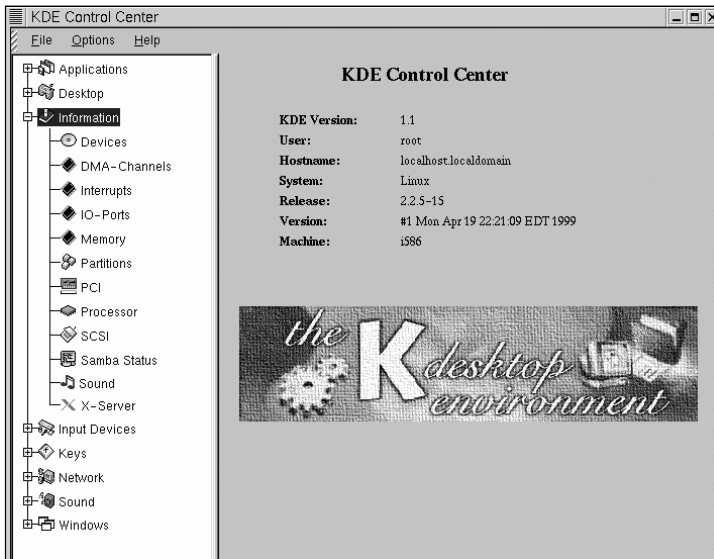 KDE Control Center
File Options Help
Applications
Desktop
Information
Devices
DMA-Channels
Interrupts
IO-Ports
Memory
Partitions
PCI
Processor
SCSI
Samba Status
Sound
X-Server
Input Devices
Keys
Network
Sound
Windows
KDE Control Center
KDE Version: 1.1
User: root
Hostname: localhost.localdomain
System: Linux
Release: 2.2.5-15
Version: #1 Mon Apr 19 22:21:09 EDT 1999
Machine: i586
the
K desktop
environment